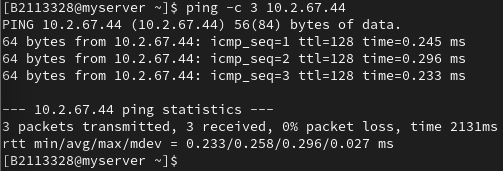 [B2113328@myserver ~]$ ping -c 3 10.2.67.44
PING 10.2.67.44 (10.2.67.44) 56(84) bytes of data.
64 bytes from 10.2.67.44: icmp_seq=1 ttl=128 time=0.245 ms
64 bytes from 10.2.67.44: icmp_seq=2 ttl=128 time=0.296 ms
64 bytes from 10.2.67.44: icmp_seq=3 ttl=128 time=0.233 ms

--- 10.2.67.44 ping statistics ---
3 packets transmitted, 3 received, 0% packet loss, time 2131ms
rtt min/avg/max/mdev = 0.233/0.258/0.296/0.027 ms
[B2113328@myserver ~]$